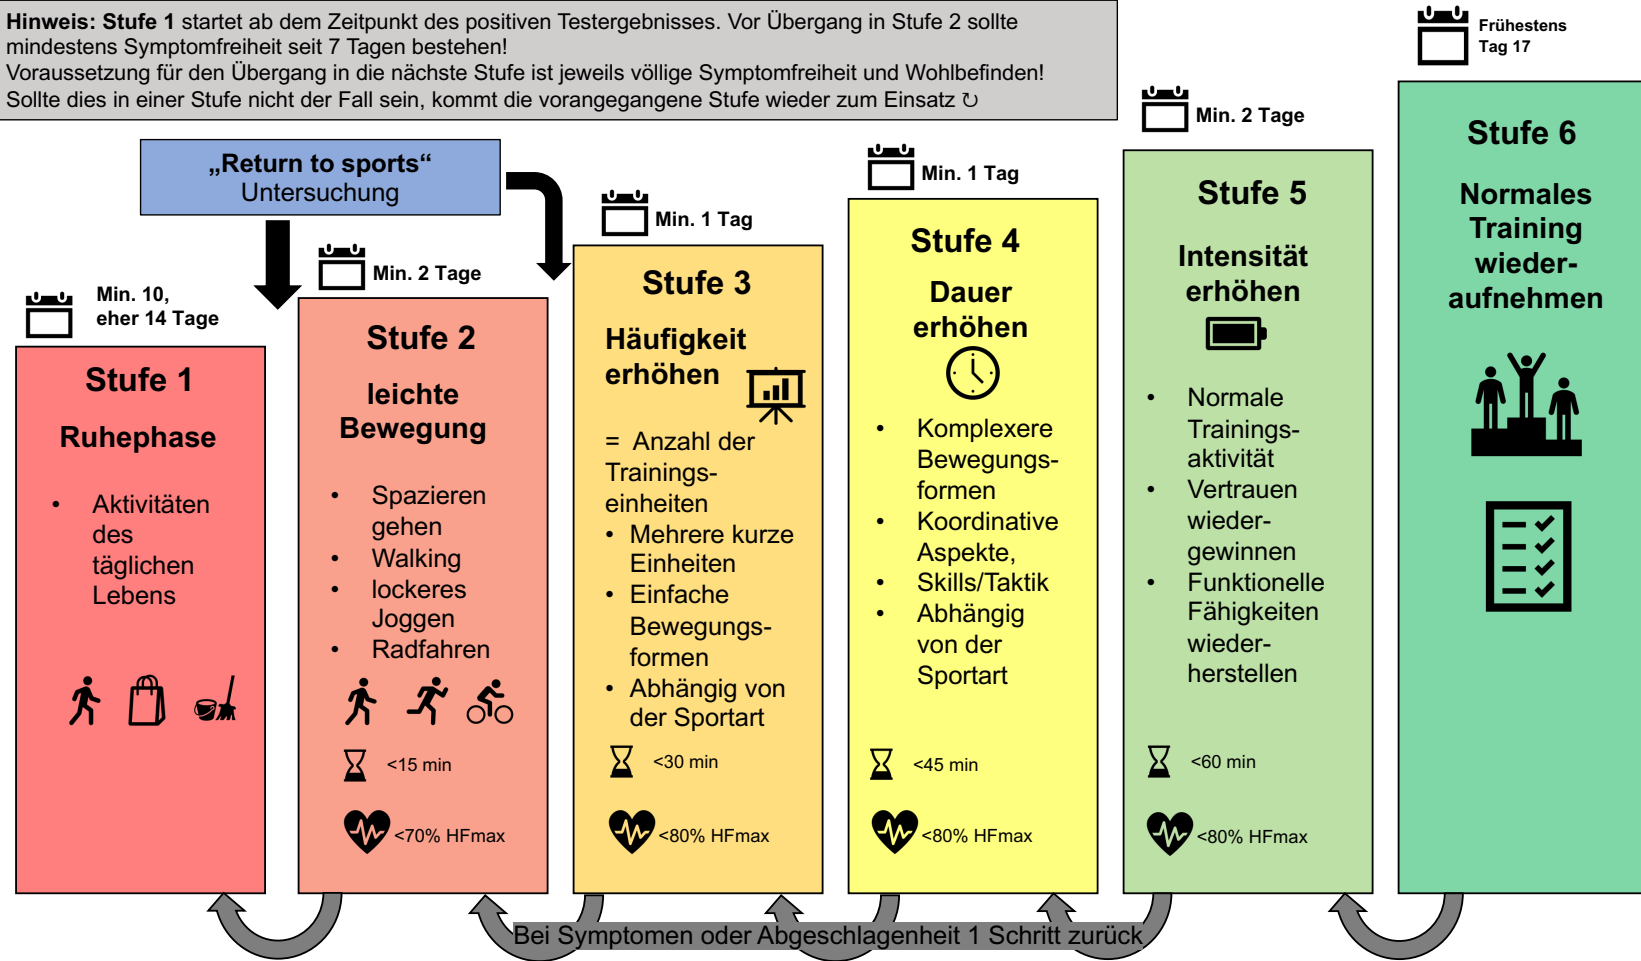 Hinweis: Stufe 1 startet ab dem Zeitpunkt des positiven Testergebnisses. Vor Übergang in Stufe 2 sollte
mindestens Symptomfreiheit seit 7 Tagen bestehen!
Voraussetzung für den Übergang in die nächste Stufe ist jeweils völlige Symptomfreiheit und Wohlbefinden!
Sollte dies in einer Stufe nicht der Fall sein, kommt die vorangegangene Stufe wieder zum Einsatz ↻
„Return to sports“
Untersuchung
Min. 10,
eher 14 Tage
Stufe 1
Ruhephase
• Aktivitäten
des
täglichen
Lebens
Min. 2 Tage
Stufe 2
leichte
Bewegung
• Spazieren
gehen
• Walking
• lockeres
Joggen
• Radfahren
<15 min
<70% HFmax
Min. 1 Tag
Stufe 3
Häufigkeit
erhöhen
= Anzahl der
Trainings-
einheiten
• Mehrere kurze
Einheiten
• Einfache
Bewegungs-
formen
• Abhängig von
der Sportart
<30 min
<80% HFmax
Min. 1 Tag
Stufe 4
Dauer
erhöhen
• Komplexere
Bewegungs-
formen
• Koordinative
Aspekte,
• Skills/Taktik
• Abhängig
von der
Sportart
<45 min
<80% HFmax
Min. 2 Tage
Stufe 5
Intensität
erhöhen
• Normale
Trainings-
aktivität
• Vertrauen
wieder-
gewinnen
• Funktionelle
Fähigkeiten
wieder-
herstellen
<60 min
<80% HFmax
Frühestens
Tag 17
Stufe 6
Normales
Training
wieder-
aufnehmen
Bei Symptomen oder Abgeschlagenheit 1 Schritt zurück